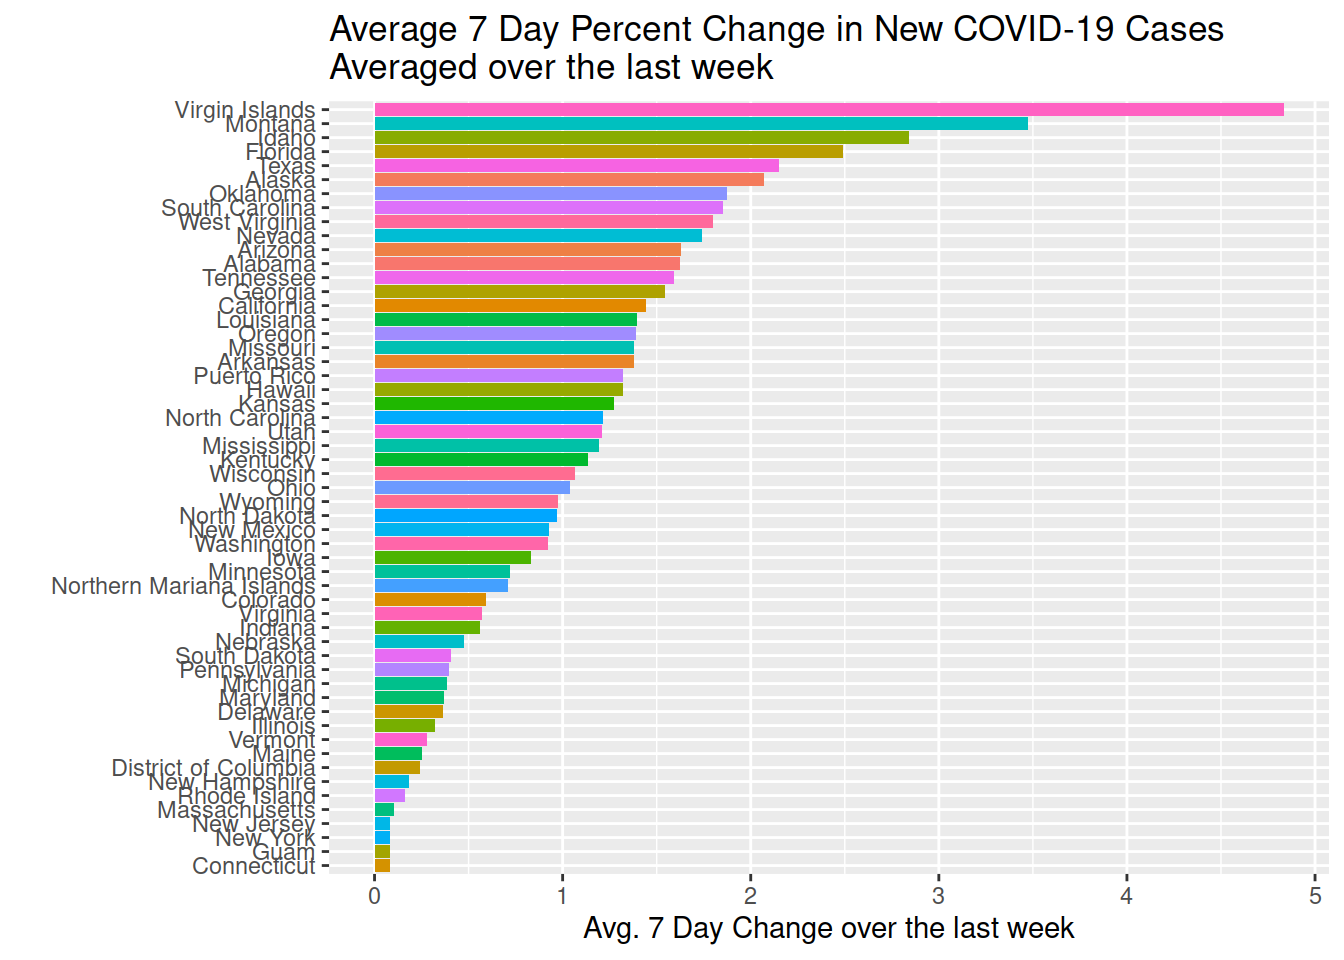 Average 7 Day Percent Change in New COVID-19 Cases
Averaged over the last week
Virgin Islands
Montana
Idaho
Florida
Texas
Alaska
Oklahoma
South Carolina
West Virginia
Nevada
Arizona
Alabama
Tennessee
Georgia
California
Louisiana
Oregon
Missouri
Arkansas
Puerto Rico
Hawaii
Kansas
North Carolina
Utah
Mississippi
Kentucky
Wisconsin
Ohio
Wyoming
North Dakota
New Mexico
Washington
Iowa
Minnesota
Northern Mariana Islands
Colorado
Virginia
Indiana
Nebraska
South Dakota
Pennsylvania
Michigan
Maryland
Delaware
Illinois
Vermont
Maine
District of Columbia
New Hampshire
Rhode Island
Massachusetts
New Jersey
New York
Guam
Connecticut
0 1 2 3 4 5
Avg. 7 Day Change over the last week